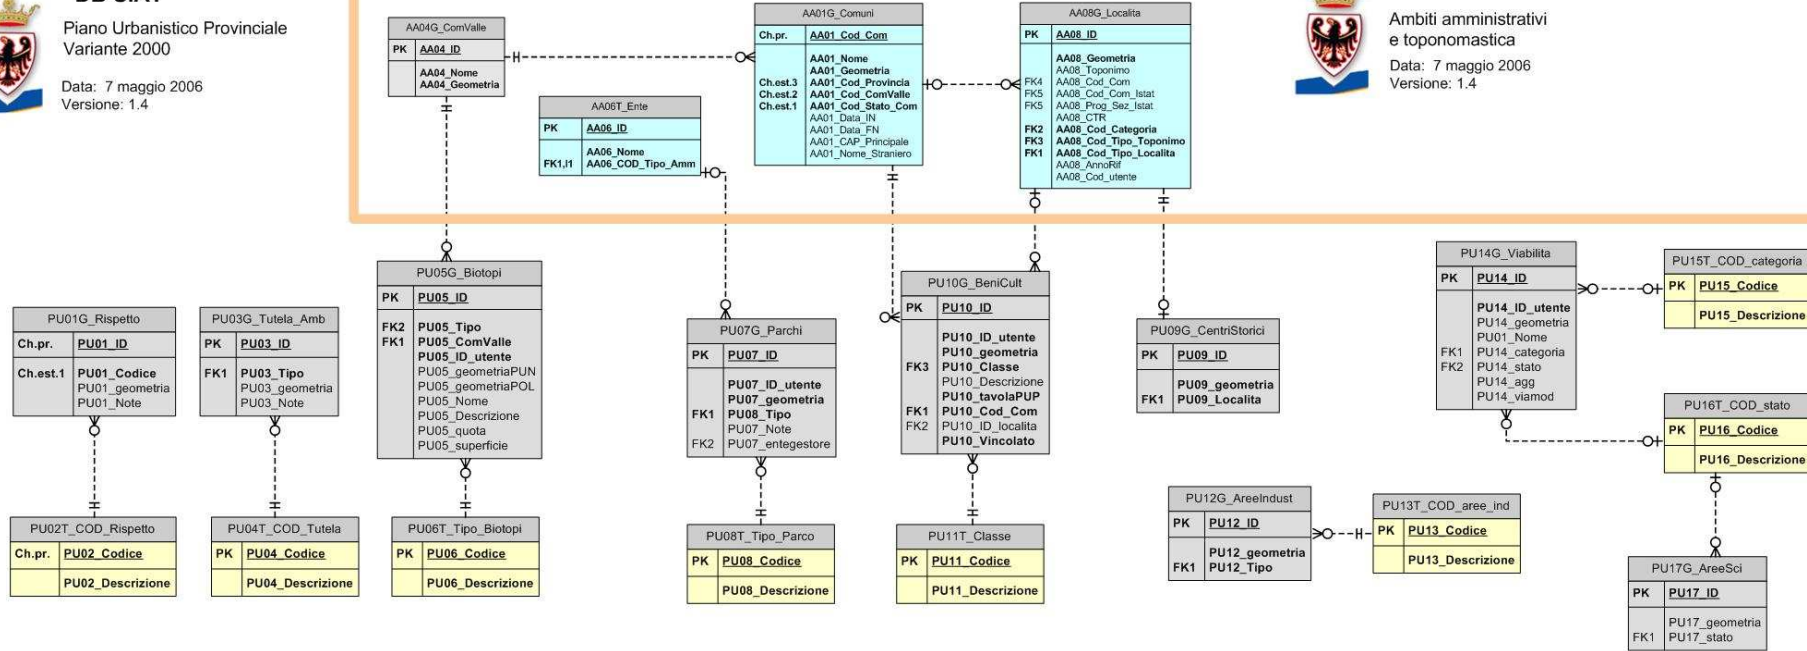 Piano Urbanistico Provinciale
Variante 2000
Data: 7 maggio 2006
Versione: 1.4
Ambiti amministrativi
e toponomastica
Data: 7 maggio 2006
Versione: 1.4
AA04G_ComValle
PK AA04_ID
AA04_Nome
AA04_Geometria
AA06T_Ente
PK AA06_ID
AA06_Nome
FK1,I1 AA06_COD_Tipo_Amm
AA01G_Comuni
Ch.pr. AA01_Cod_Com
AA01_Nome
AA01_Geometria
Ch.est.3 AA01_Cod_Provincia
Ch.est.2 AA01_Cod_ComValle
Ch.est.1 AA01_Cod_Stato_Com
AA01_Data_IN
AA01_Data_FN
AA01_CAP_Principale
AA01_Nome_Straniero
AA08G_Localita
PK AA08_ID
AA08_Geometria
AA08_Toponimo
FK4 AA08_Cod_Com
FK5 AA08_Cod_Com_Istat
FK5 AA08_Prog_Sez_Istat
AA08_CTR
FK2 AA08_Cod_Categoria
FK3 AA08_Cod_Tipo_Toponimo
FK1 AA08_Cod_Tipo_Localita
AA08_AnnoRif
AA08_Cod_utente
PU01G_Rispetto
Ch.pr. PU01_ID
Ch.est.1 PU01_Codice
PU01_geometria
PU01_Note
PU03G_Tutela_Amb
PK PU03_ID
FK1 PU03_Tipo
PU03_geometria
PU03_Note
PU05G_Biotopi
PK PU05_ID
FK2 PU05_Tipo
FK1 PU05_ComValle
PU05_ID_utente
PU05_geometriaPUN
PU05_geometriaPOL
PU05_Nome
PU05_Descrizione
PU05_quota
PU05_superficie
PU07G_Parchi
PK PU07_ID
PU07_ID_utente
PU07_geometria
FK1 PU08_Tipo
PU07_Note
FK2 PU07_entegestore
PU10G_BeniCult
PK PU10_ID
PU10_ID_utente
PU10_geometria
FK3 PU10_Classe
PU10_Descrizione
PU10_tavolaPUP
FK1 PU10_Cod_Com
FK2 PU10_ID_localita
PU10_Vincolato
PU09G_CentriStorici
PK PU09_ID
PU09_geometria
FK1 PU09_Localita
PU14G_Viabilita
PK PU14_ID
PU14_ID_utente
PU14_geometria
PU01_Nome
FK1 PU14_categoria
FK2 PU14_stato
PU14_agg
PU14_viamod
PU15T_COD_categoria
PK PU15_Codice
PU15_Descrizione
PU16T_COD_stato
PK PU16_Codice
PU16_Descrizione
PU02T_COD_Rispetto
Ch.pr. PU02_Codice
PU02_Descrizione
PU04T_COD_Tutela
PK PU04_Codice
PU04_Descrizione
PU06T_Tipo_Biotopi
PK PU06_Codice
PU06_Descrizione
PU08T_Tipo_Parco
PK PU08_Codice
PU08_Descrizione
PU11T_Classe
PK PU11_Codice
PU11_Descrizione
PU12G_AreeIndust
PK PU12_ID
PU12_geometria
FK1 PU12_Tipo
PU13T_COD_aree_ind
PK PU13_Codice
PU13_Descrizione
PU17G_AreeSci
PK PU17_ID
PU17_geometria
FK1 PU17_stato